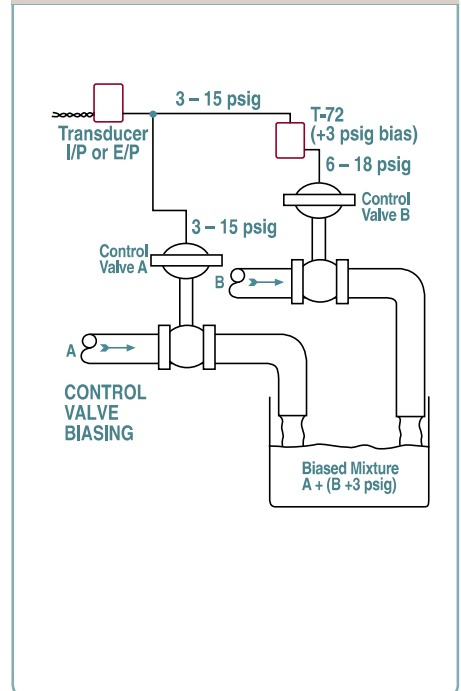 3 – 15 psig
T-72
(+3 psig bias)
Transducer
I/P or E/P
6 – 18 psig
Control
Valve B
3 – 15 psig
Control
Valve A
B
A
CONTROL
VALVE
BIASING
Biased Mixture
A + (B +3 psig)